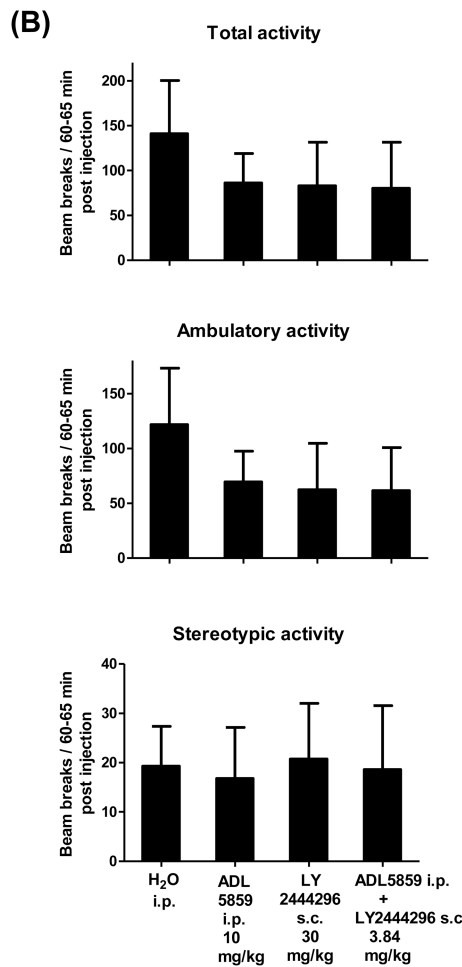 (B)
Total activity
Beam breaks / 60-65 min
post injection
200
150
100
50
0
Ambulatory activity
Beam breaks / 60-65 min
post injection
150
100
50
0
Stereotypic activity
Beam breaks / 60-65 min
post injection
40
30
20
10
0
H₂O
i.p.
ADL
5859
i.p.
10
mg/kg
LY
2444296
s.c.
30
mg/kg
ADL5859 i.p.
+
LY2444296 s.c
3.84
mg/kg